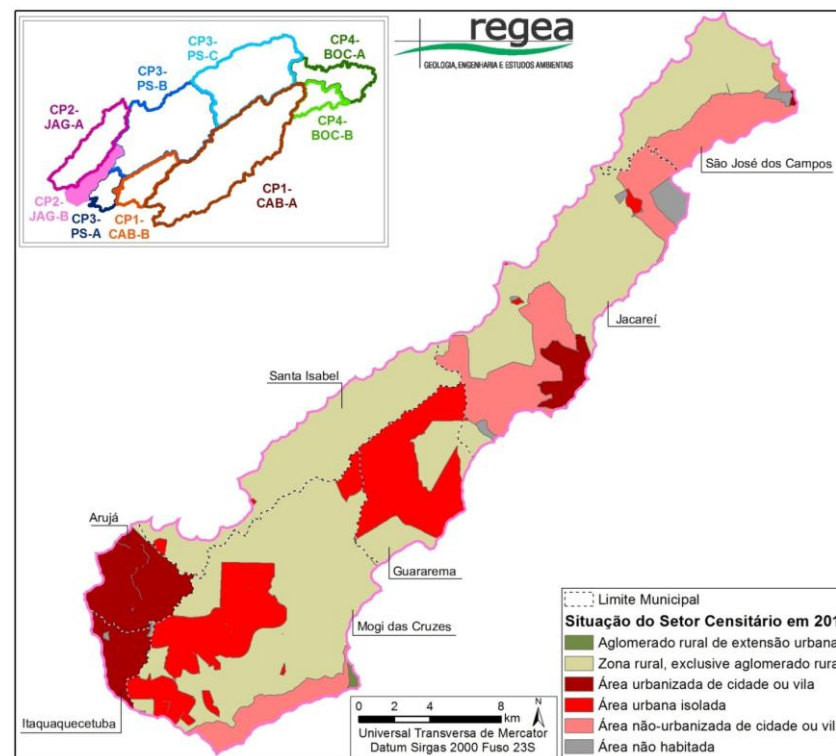 CP4-
BOC-A
CP3-
PS-C
CP3-
PS-B
CP2-
JAG-A
CP4-
BOC-B
CP1-
CAB-A
CP2-
JAG-B
CP3-
PS-A
CP1-
CAB-B
regea
GEOLOGIA, ENGENHARIA E ESTUDOS AMBIENTAIS
São José dos Campos
Jacareí
Santa Isabel
Arujá
Guararema
Mogi das Cruzes
Itaquaquecetuba
0 2 4 8
km
N
Universal Transversa de Mercator
Datum Sirgas 2000 Fuso 23S
Limite Municipal
Situação do Setor Censitário em 201
Aglomerado rural de extensão urbana
Zona rural, exclusive aglomerado rura
Área urbanizada de cidade ou vila
Área urbana isolada
Área não-urbanizada de cidade ou vil
Área não habitada